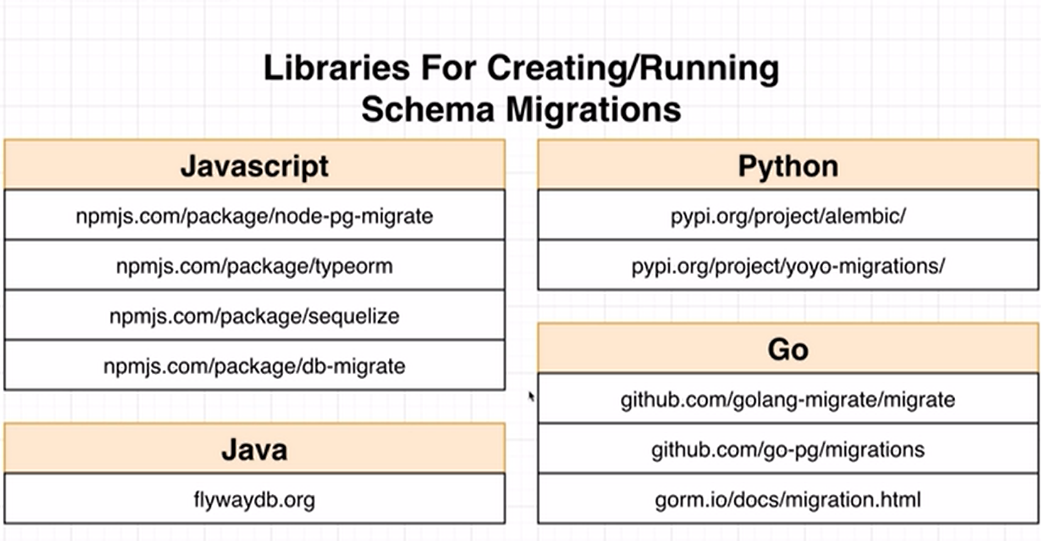 Libraries For Creating/Running
Schema Migrations
Javascript
npmjs.com/package/node-pg-migrate
npmjs.com/package/typeorm
npmjs.com/package/sequelize
npmjs.com/package/db-migrate
Java
flywaydb.org
Python
pypi.org/project/alembic/
pypi.org/project/yoyo-migrations/
Go
github.com/golang-migrate/migrate
github.com/go-pg/migrations
gorm.io/docs/migration.html